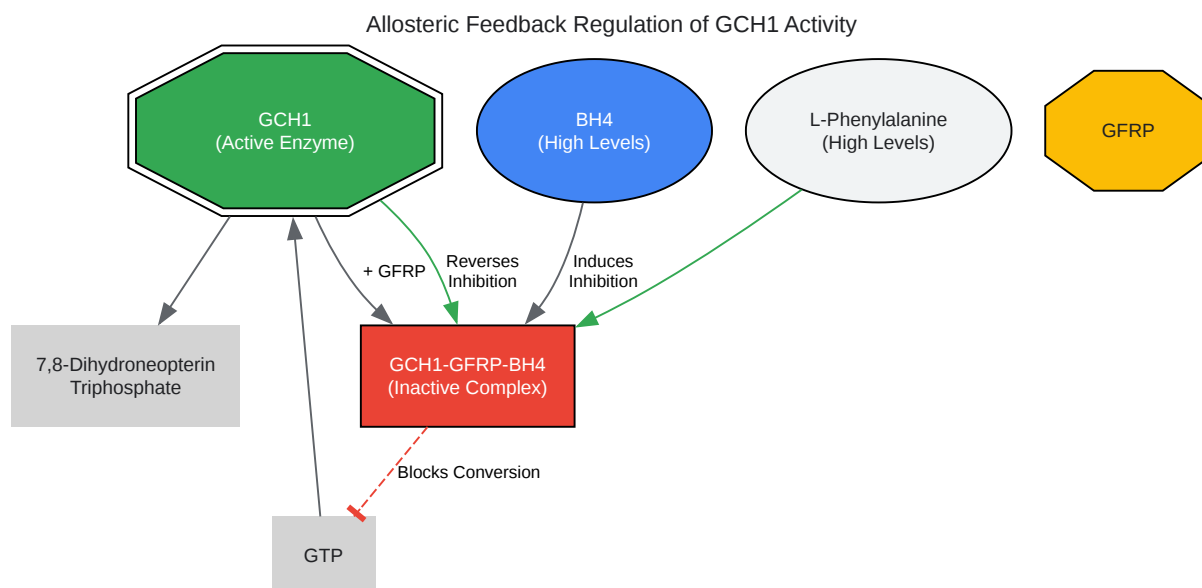 Allosteric Feedback Regulation of GCH1 Activity
GCH1
(Active Enzyme)
BH4
(High Levels)
L-Phenylalanine
(High Levels)
GFRP
+ GFRP
Reverses
Inhibition
Induces
Inhibition
7,8-Dihydroneopterin
Triphosphate
GCH1-GFRP-BH4
(Inactive Complex)
Blocks Conversion
GTP